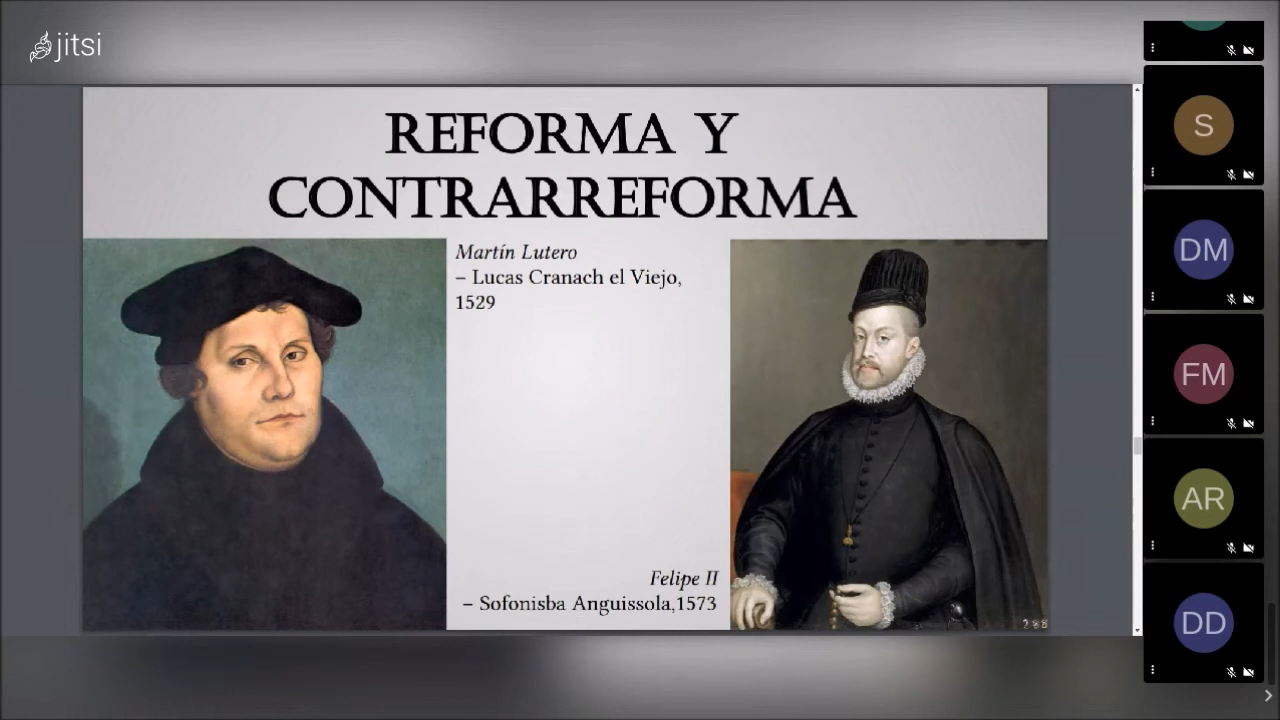 jitsi
REFORMA Y
CONTRARREFORMA
Martín Lutero
– Lucas Cranach el Viejo,
1529
Felipe II
– Sofonisba Anguissola,1573
288
S
DM
FM
AR
DD